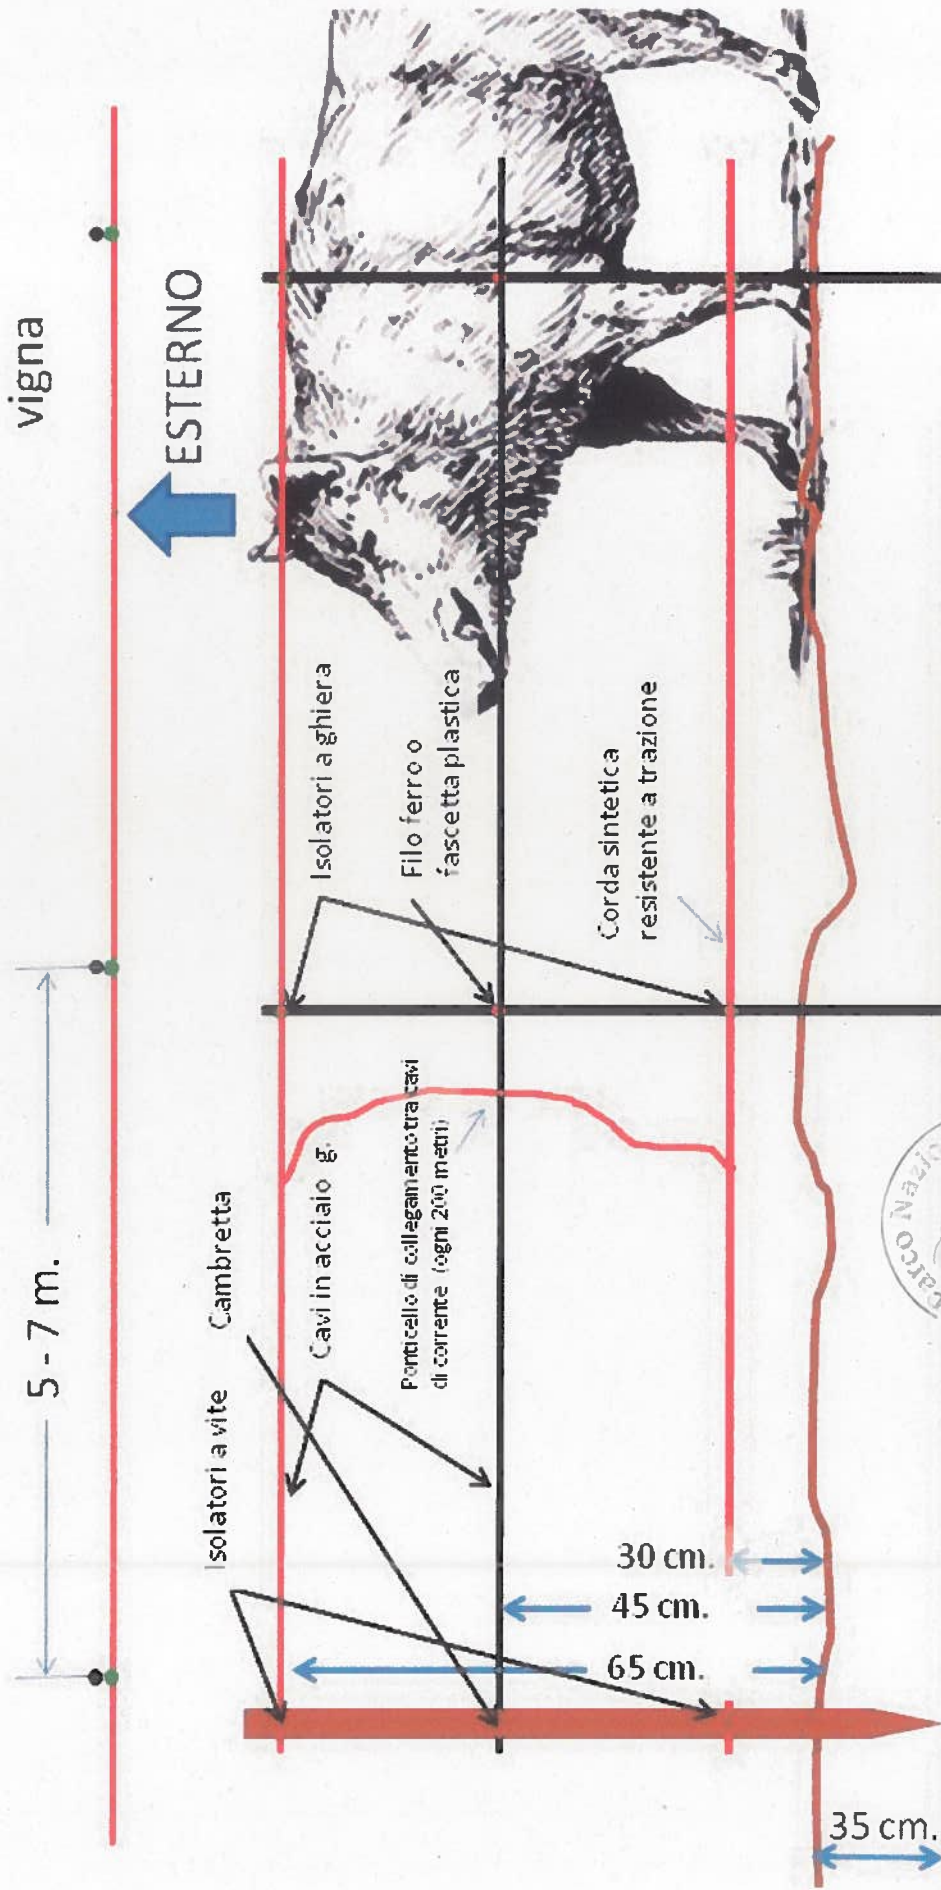 vigna
5 - 7 m.
ESTERNO
Isolatori a vite
Cambretta
Cavi in acciaio g.
Ponticello di collegamento tra cavi
di corrente (ogni 200 metri)
Isolatori a ghiera
Filo ferro o
fascetta plastica
Corda sintetica
resistente a trazione
30 cm.
45 cm.
65 cm.
35 cm.
Parco